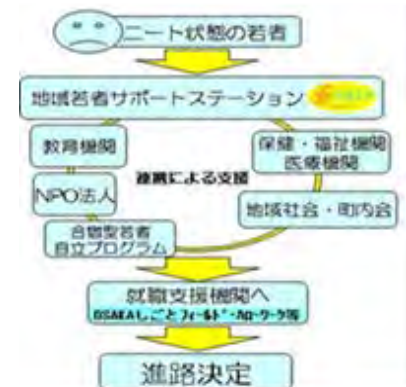 ニート状態の若者
地域若者サポートステーション
教育機関
保健・福祉機関
医療機関
連携による支援
NPO法人
地域社会・町内会
合宿型若者
自立プログラム
就職支援機関へ
OSAKAしごとフィールド・ハローワーク等
進路決定